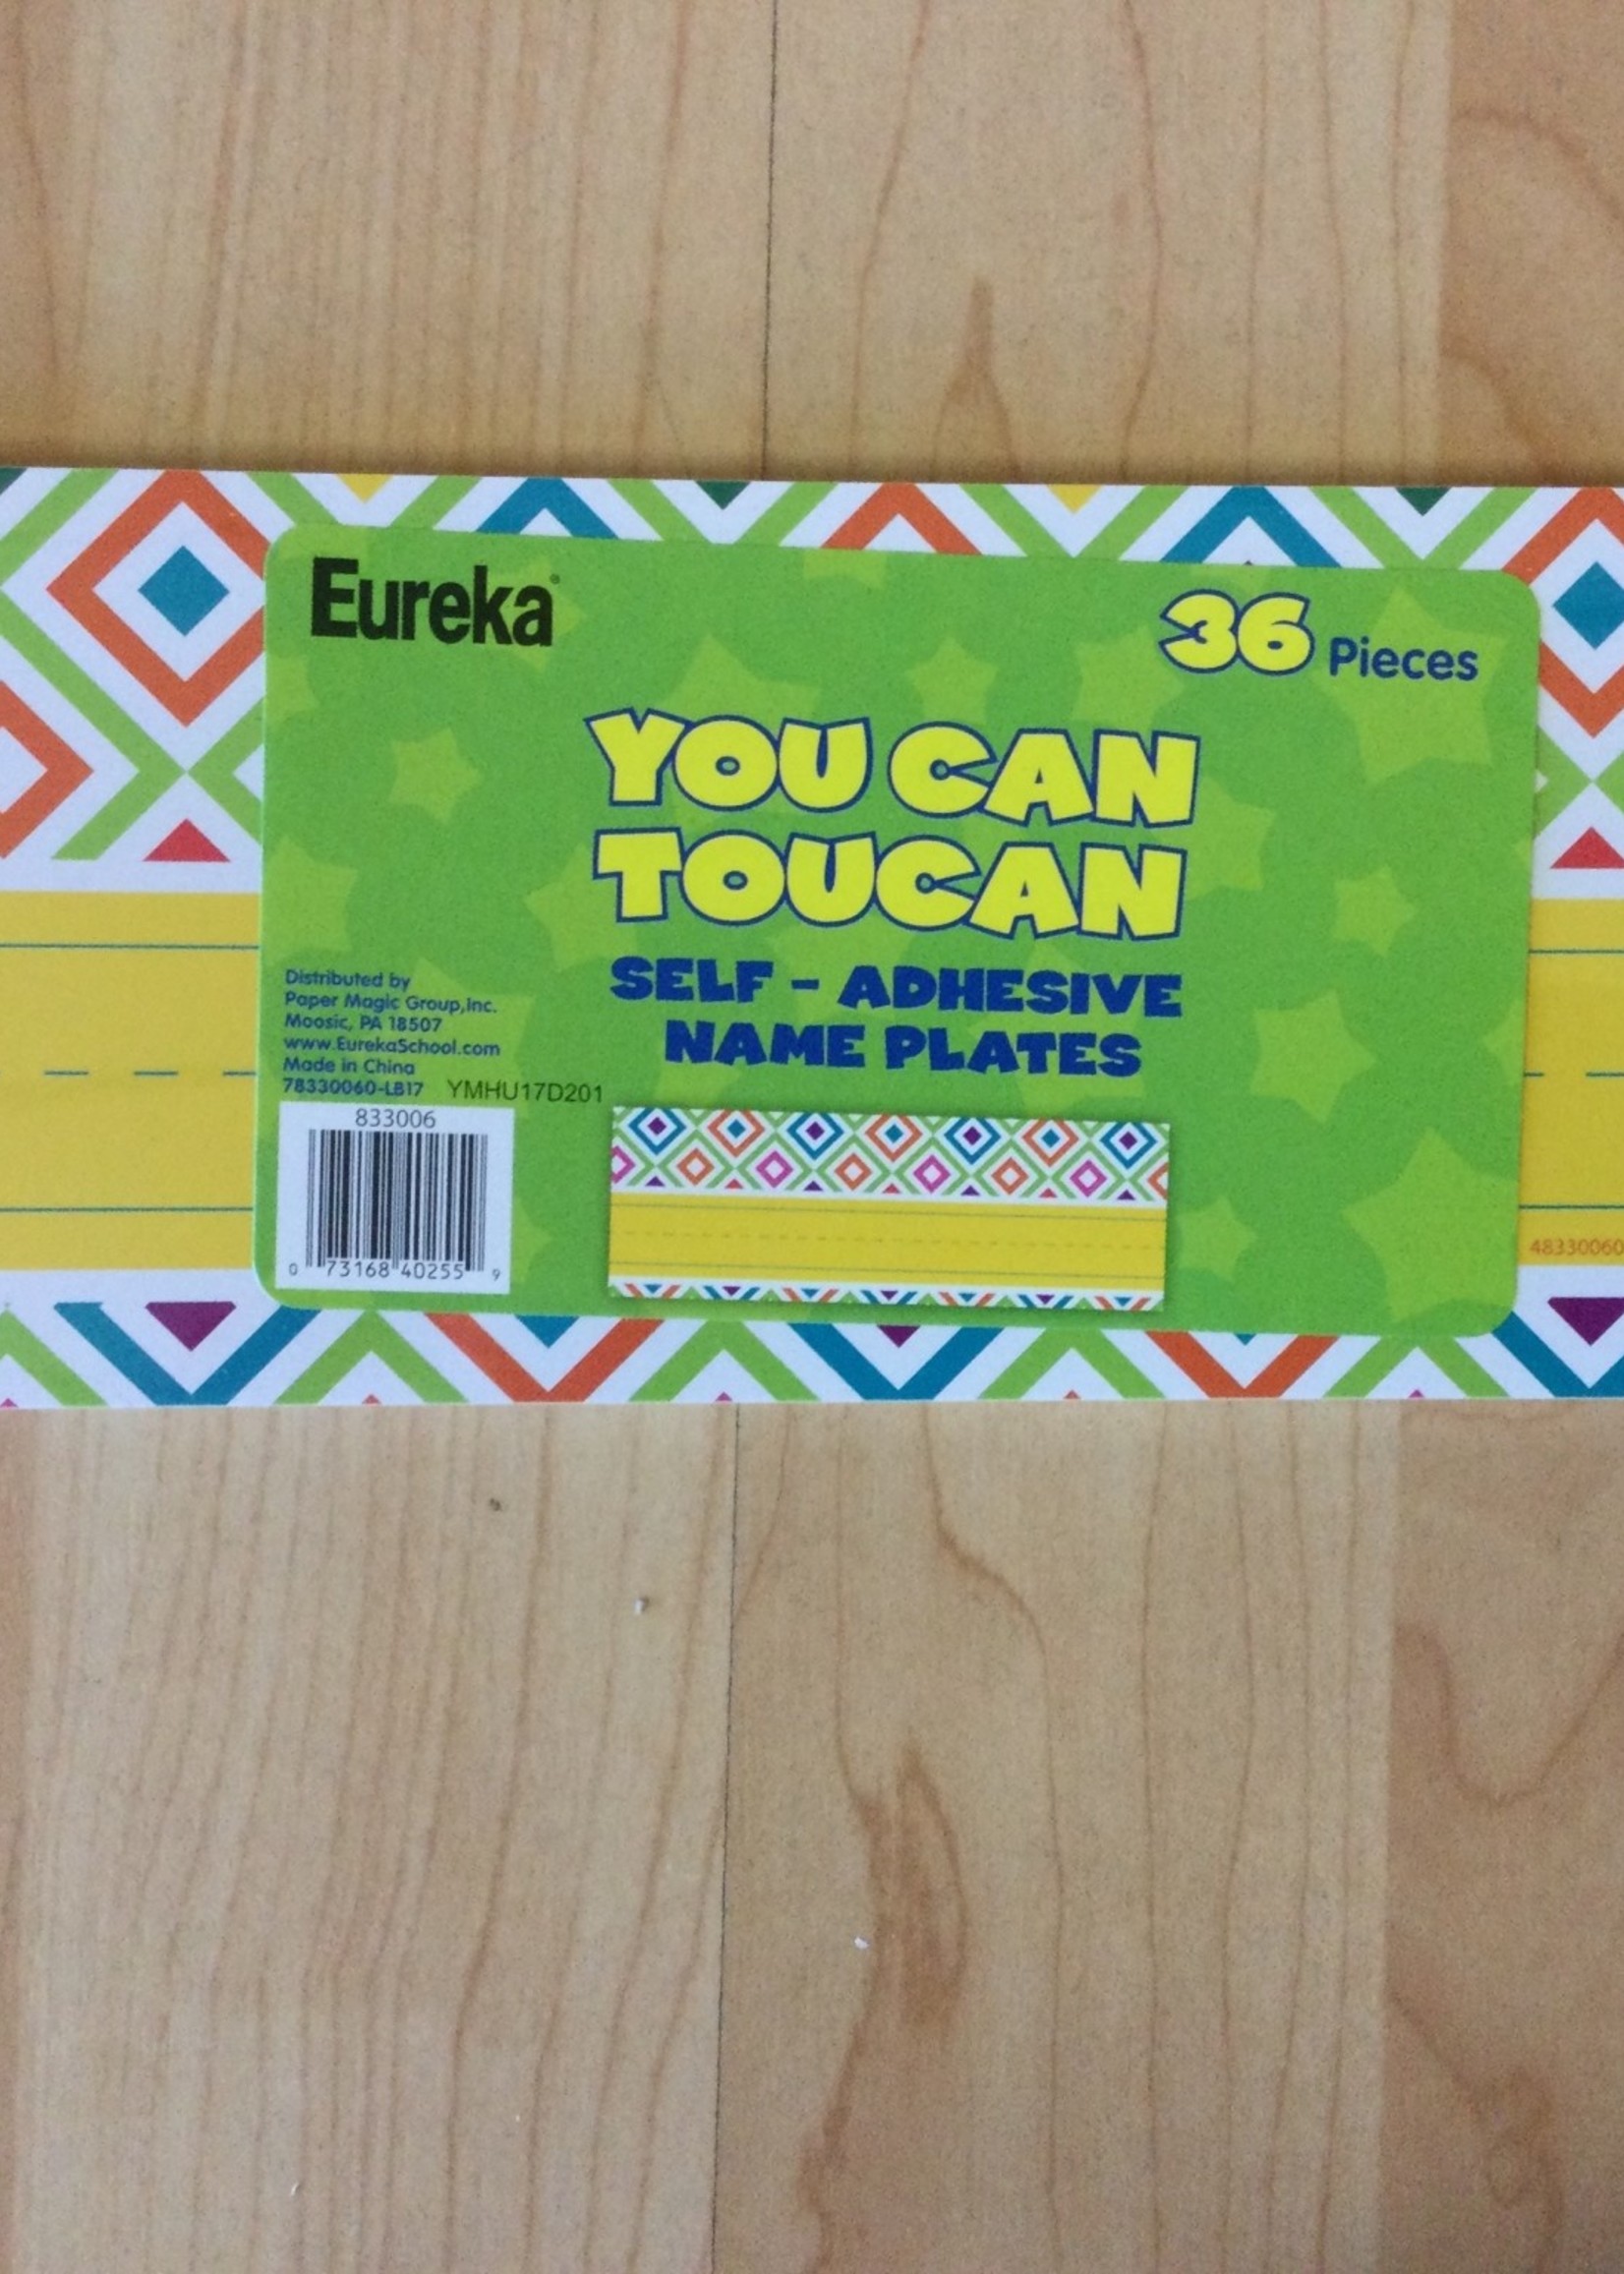 Eureka®
36 Pieces
YOU CAN
TOUCAN
SELF - ADHESIVE
NAME PLATES
Distributed by
Paper Magic Group,Inc.
Moosic, PA 18507
www.EurekaSchool.com
Made in China
78330060-LB17 YMHU17D201
833006
0 73168 40255 9
48330060